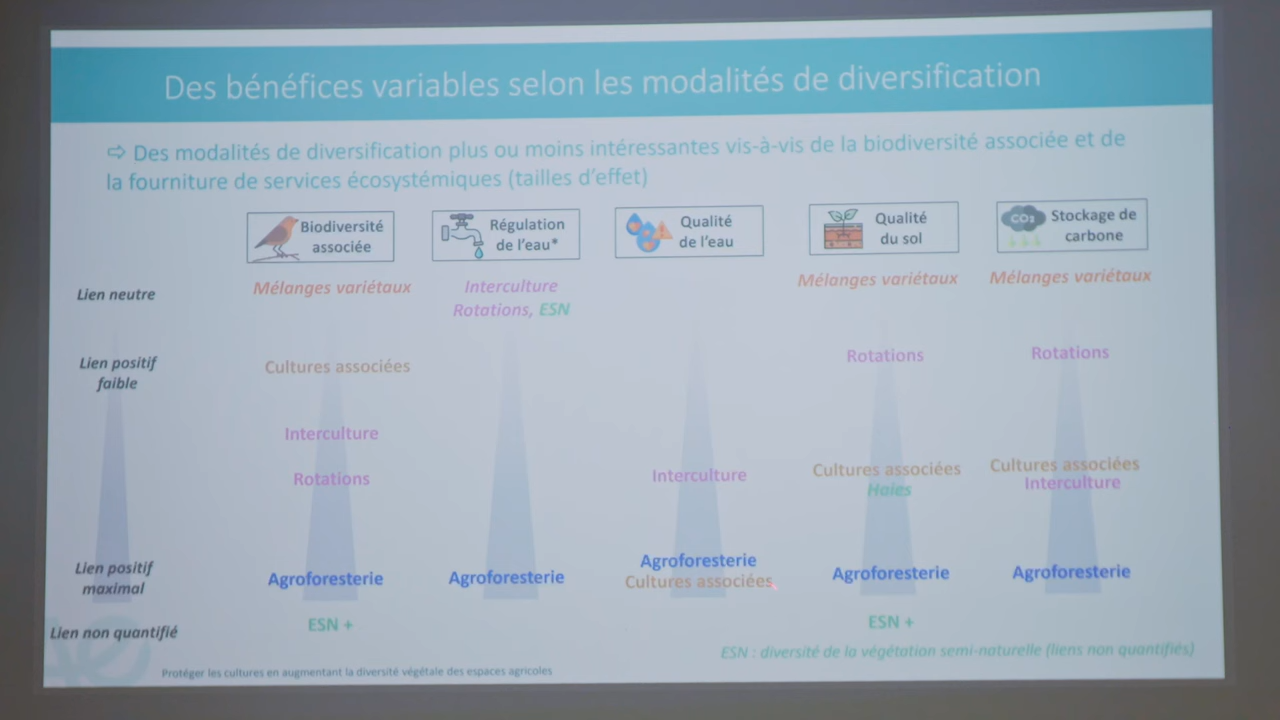 Des bénéfices variables selon les modalités de diversification
⇨ Des modalités de diversification plus ou moins intéressantes vis-à-vis de la biodiversité associée et de
la fourniture de services écosystémiques (tailles d'effet)
Biodiversité
associée
Régulation
de l'eau*
Qualité
de l'eau
Qualité
du sol
CO₂
Stockage de
carbone
Lien neutre
Mélanges variétaux
Interculture
Rotations, ESN
Mélanges variétaux
Mélanges variétaux
Lien positif
faible
Cultures associées
Rotations
Rotations
Interculture
Rotations
Interculture
Cultures associées
Haies
Cultures associées
Interculture
Lien positif
maximal
Agroforesterie
Agroforesterie
Agroforesterie
Cultures associées
Agroforesterie
Agroforesterie
Lien non quantifié
ESN +
ESN +
ESN : diversité de la végétation semi-naturelle (liens non quantifiés)
Protéger les cultures en augmentant la diversité végétale des espaces agricoles